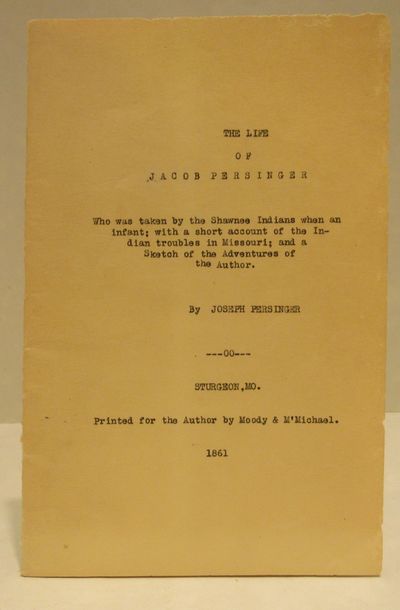 THE LIFE
OF
JACOB PERSINGER
Who was taken by the Shawnee Indians when an
infant; with a short account of the In-
dian troubles in Missouri; and a
Sketch of the Adventures of
the Author.
By JOSEPH PERSINGER
---OO---
STURGEON,MO.
Printed for the Author by Moody & M'Michael.
1861